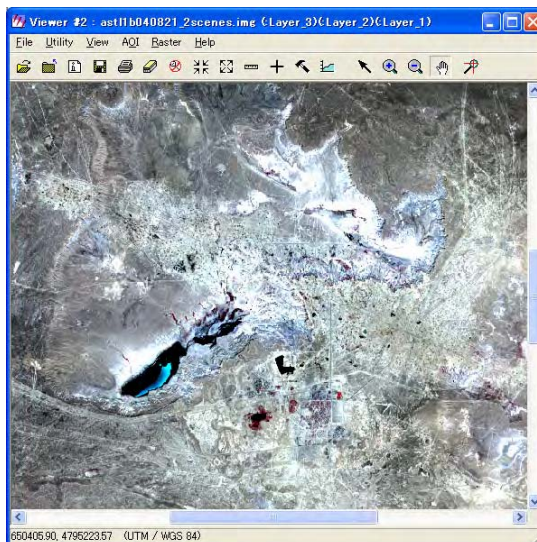 Viewer #2 : astl1b040821_2scenes.img (:Layer_3)(:Layer_2)(:Layer_1)
File Utility View AOI Raster Help
650405.90, 4795223.57 (UTM / WGS 84)